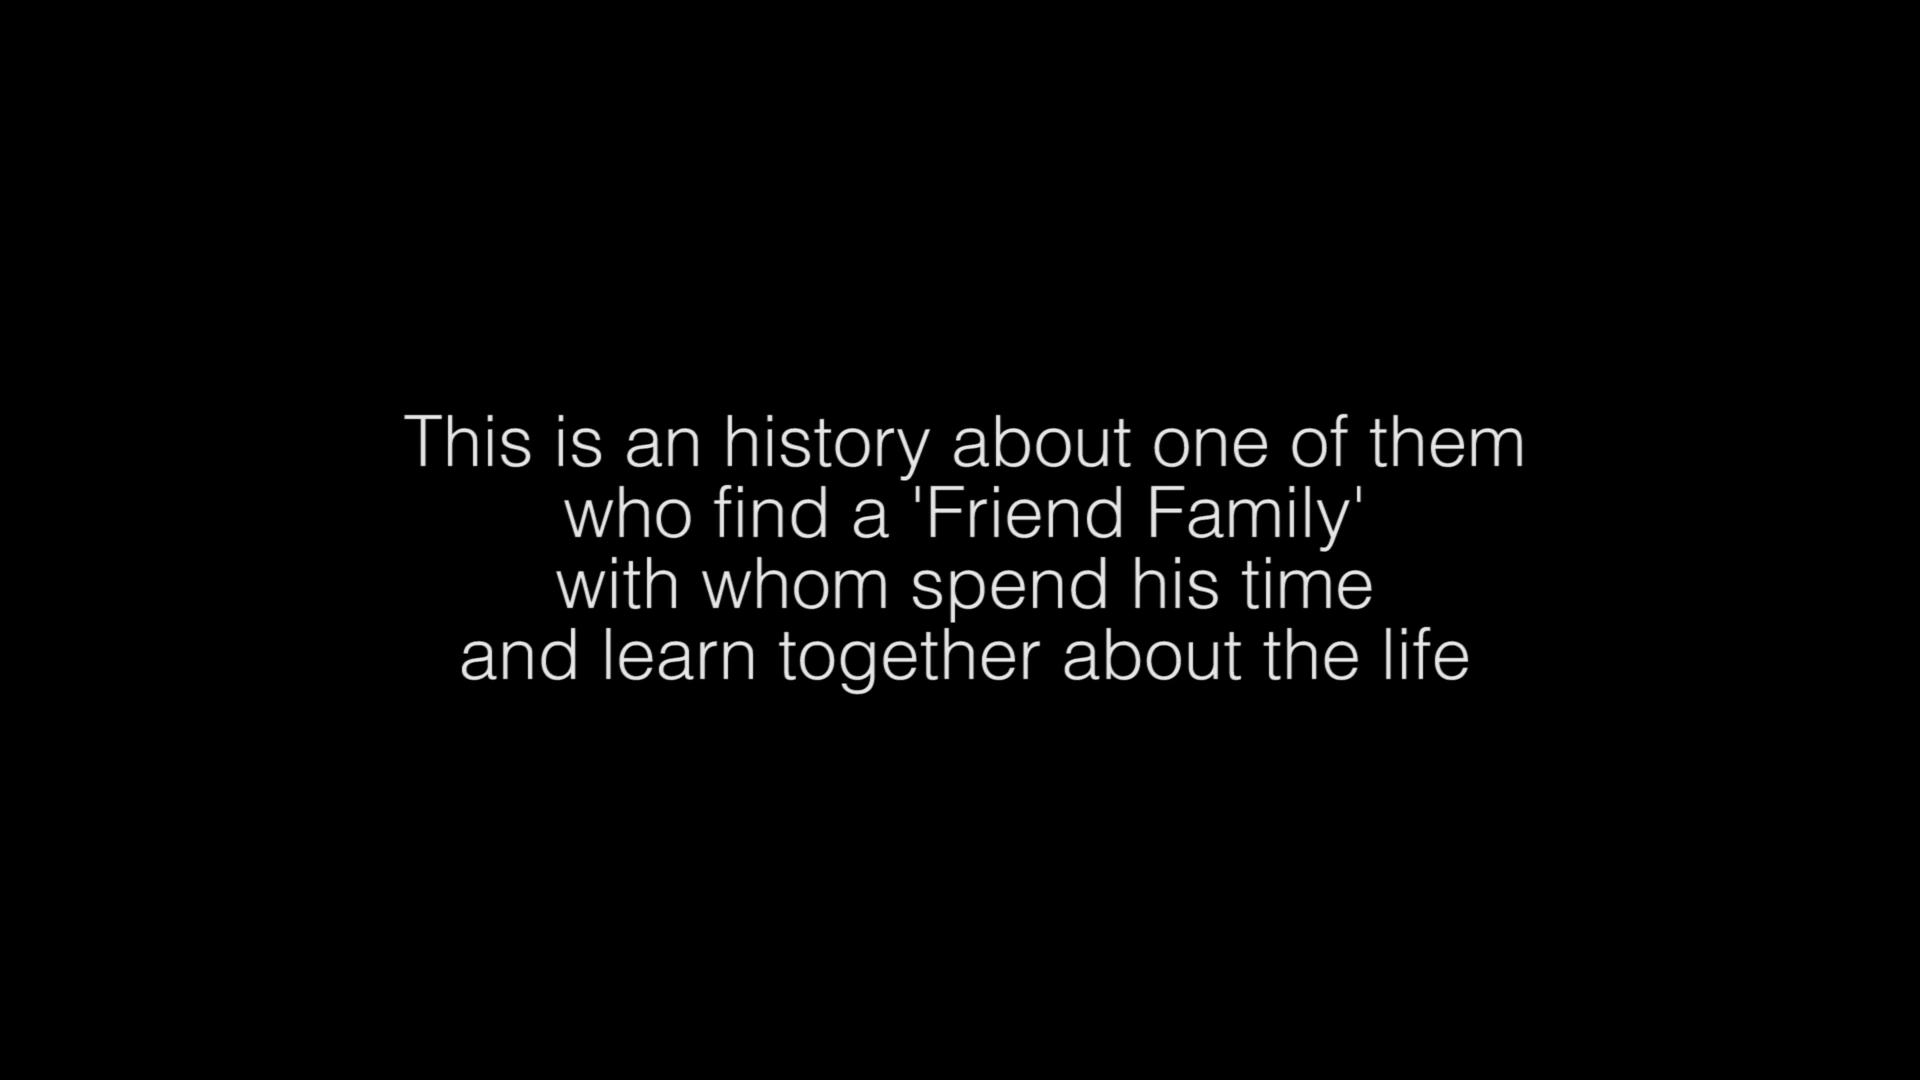 This is an history about one of them
who find a 'Friend Family'
with whom spend his time
and learn together about the life